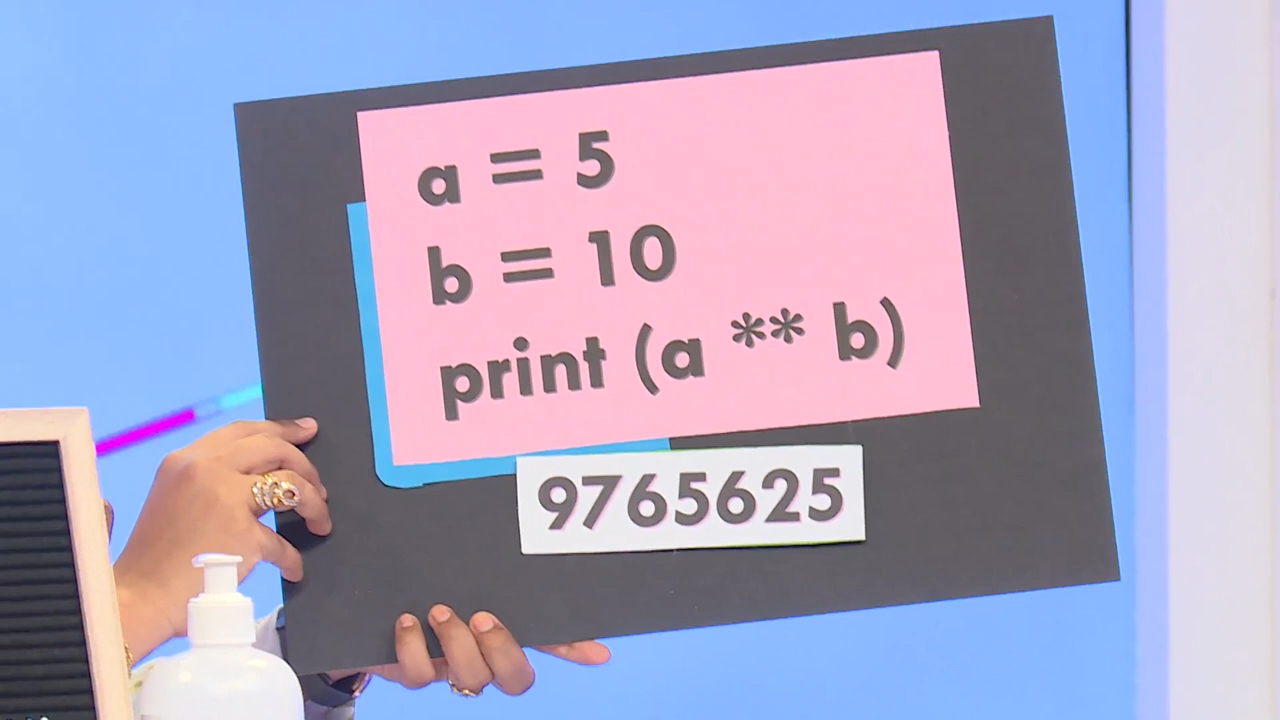 a = 5
b = 10
print (a ** b)
9765625